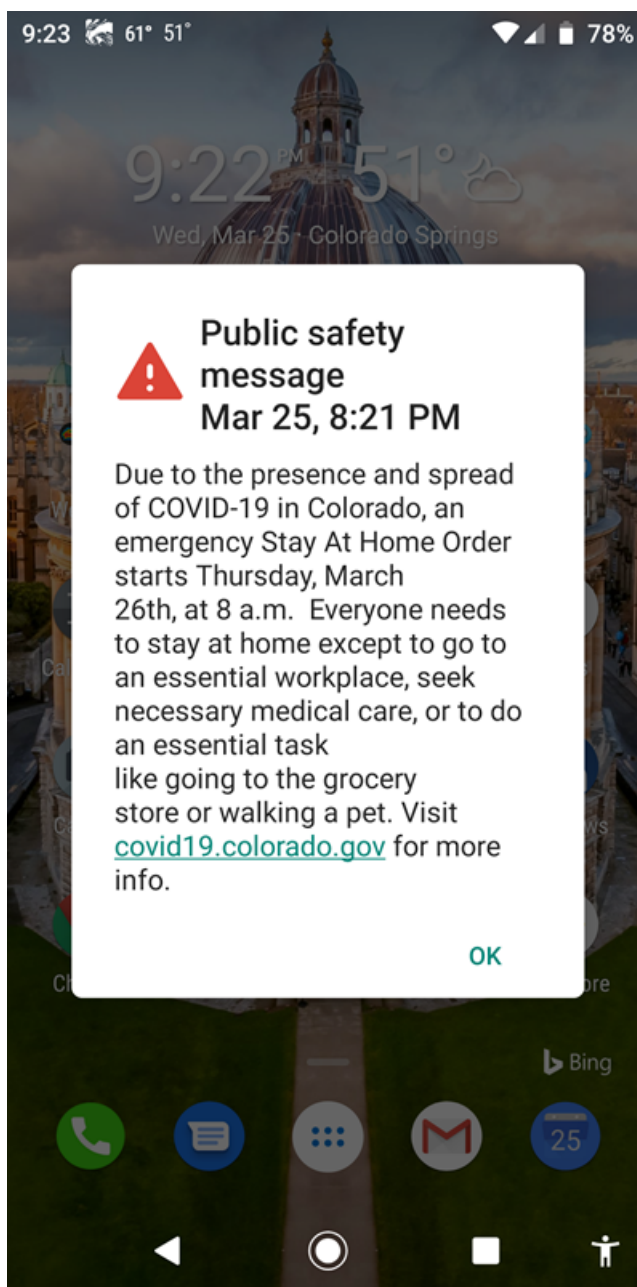 9:23 61° 51° 78%
9:22 PM 51°
Wed, Mar 25 · Colorado Springs
Public safety
message
Mar 25, 8:21 PM
Due to the presence and spread
of COVID-19 in Colorado, an
emergency Stay At Home Order
starts Thursday, March
26th, at 8 a.m.  Everyone needs
to stay at home except to go to
an essential workplace, seek
necessary medical care, or to do
an essential task
like going to the grocery
store or walking a pet. Visit
covid19.colorado.gov for more
info.
OK
Bing
25